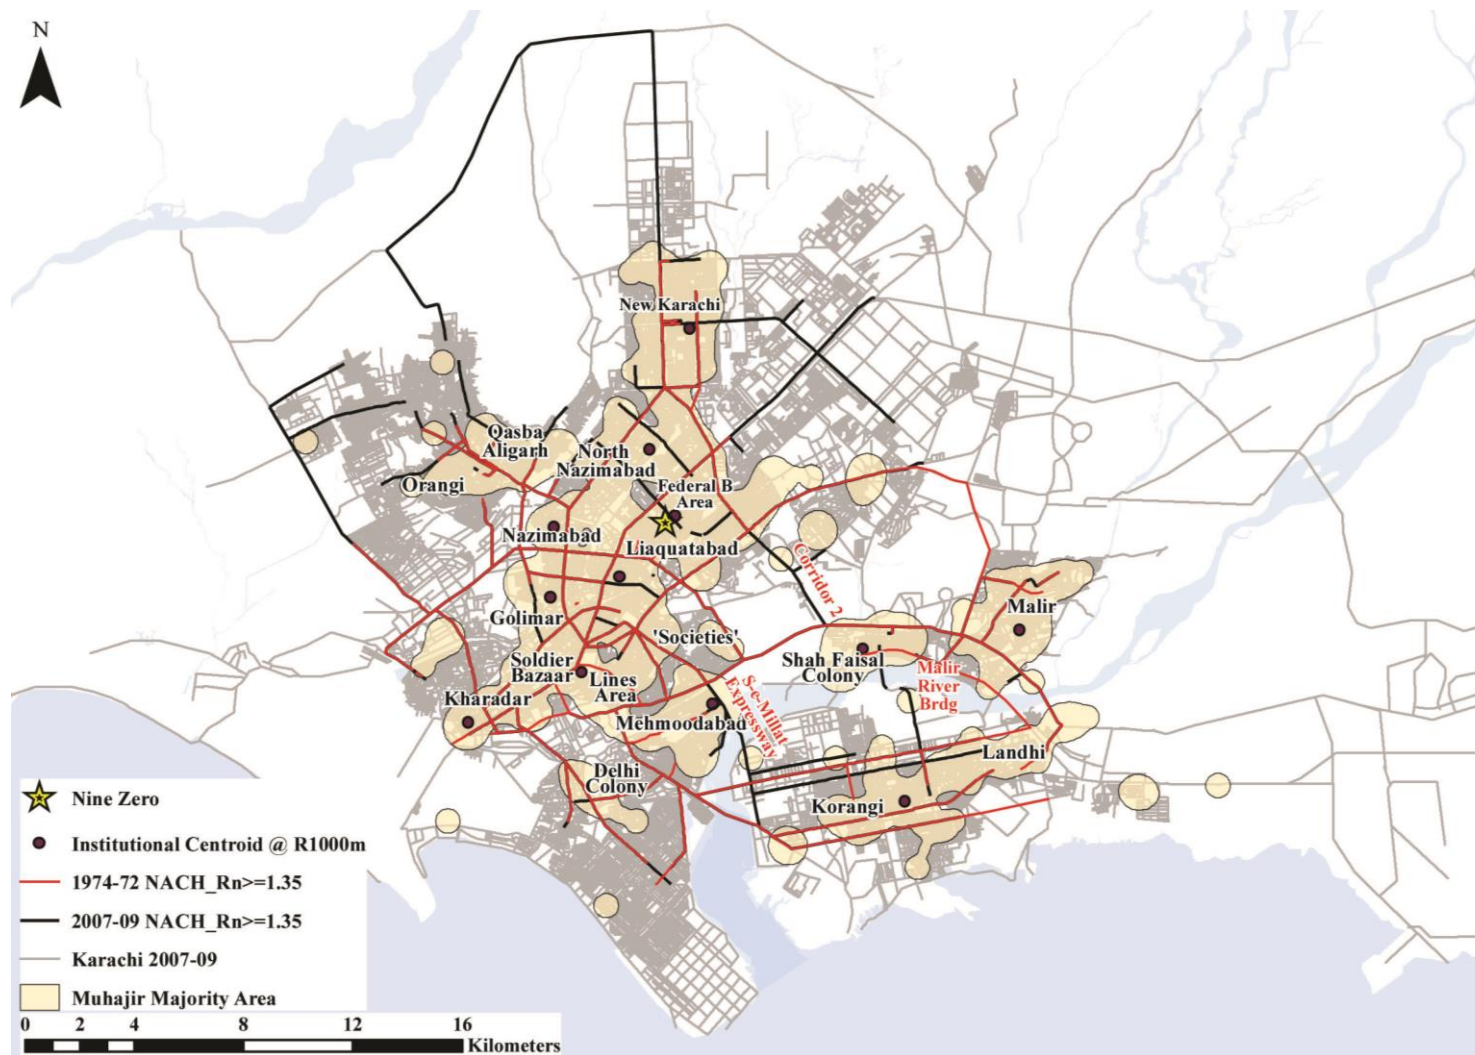 N
New Karachi
Qasba
Aligarh
North
Nazimabad
Orangi
Federal B
Area
Nazimabad
Liaquatabad
Corridor 2
Golimar
'Societies'
Malir
Soldier
Bazaar
Lines
Area
Shah Faisal
Colony
Malir
River
Brdg
Kharadar
S-e-Millat
Expressway
Mehmoodabad
Landhi
Delhi
Colony
Korangi
Nine Zero
Institutional Centroid @ R1000m
1974-72 NACH_Rn>=1.35
2007-09 NACH_Rn>=1.35
Karachi 2007-09
Muhajir Majority Area
0 2 4 8 12 16
Kilometers